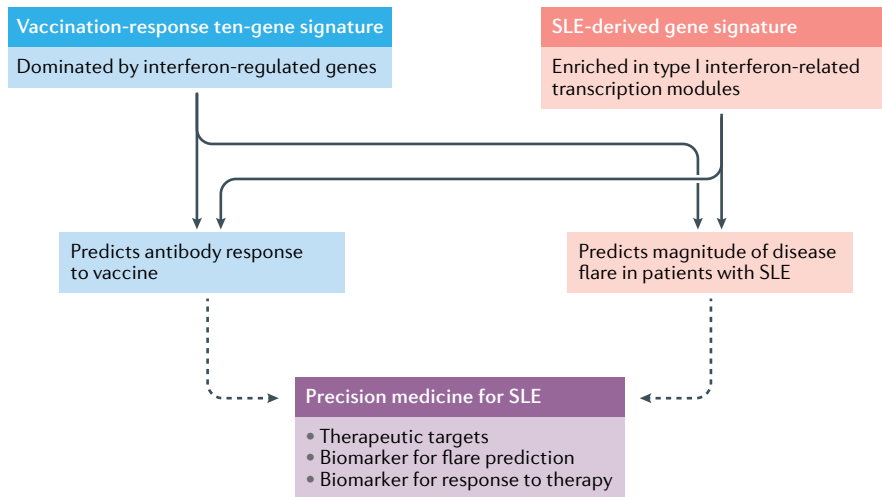 Vaccination-response ten-gene signature
Dominated by interferon-regulated genes
SLE-derived gene signature
Enriched in type I interferon-related
transcription modules
Predicts antibody response
to vaccine
Predicts magnitude of disease
flare in patients with SLE
Precision medicine for SLE
• Therapeutic targets
• Biomarker for flare prediction
• Biomarker for response to therapy